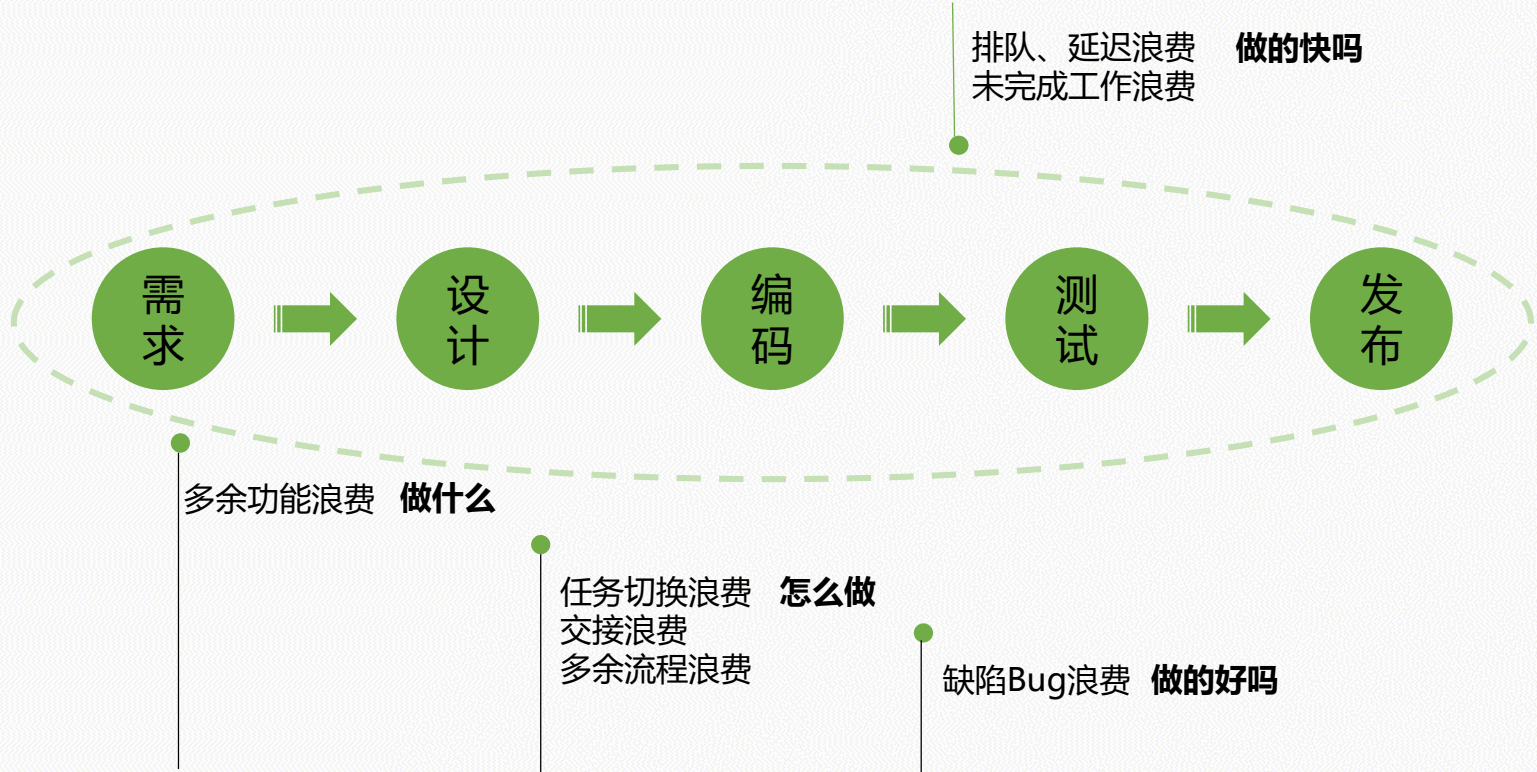 排队、延迟浪费 做的快吗
未完成工作浪费
需
求
设
计
编
码
测
试
发
布
多余功能浪费 做什么
任务切换浪费 怎么做
交接浪费
多余流程浪费
缺陷Bug浪费 做的好吗